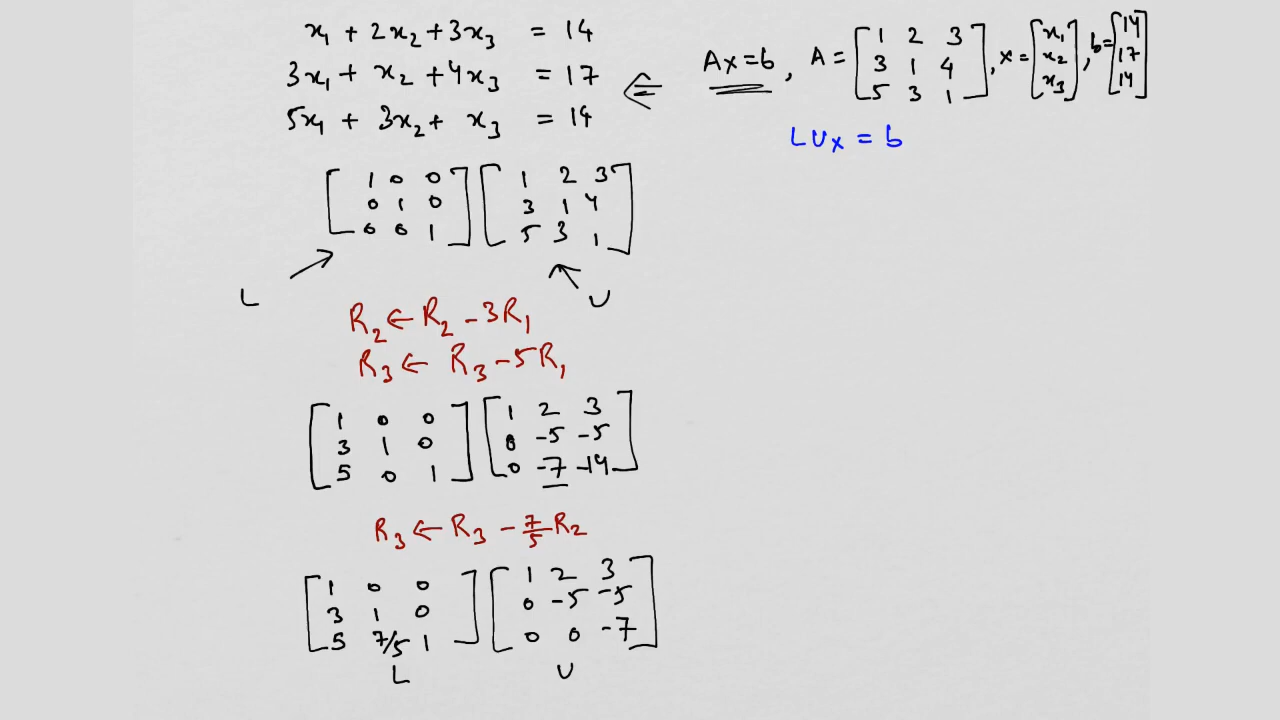 x₁ + 2x₂ + 3x₃ = 14
3x₁ + x₂ + 4x₃ = 17
5x₁ + 3x₂ + x₃ = 14
⇐ Ax = b , A = [1 2 3; 3 1 4; 5 3 1] , x = [x₁; x₂; x₃] , b = [14; 17; 14]
LUx = b
[1 0 0; 0 1 0; 0 0 1] [1 2 3; 3 1 4; 5 3 1]
L U
R₂ ← R₂ - 3R₁
R₃ ← R₃ - 5R₁
[1 0 0; 3 1 0; 5 0 1] [1 2 3; 0 -5 -5; 0 -7 -14]
R₃ ← R₃ - 7/5 R₂
[1 0 0; 3 1 0; 5 7/5 1] [1 2 3; 0 -5 -5; 0 0 -7]
L U